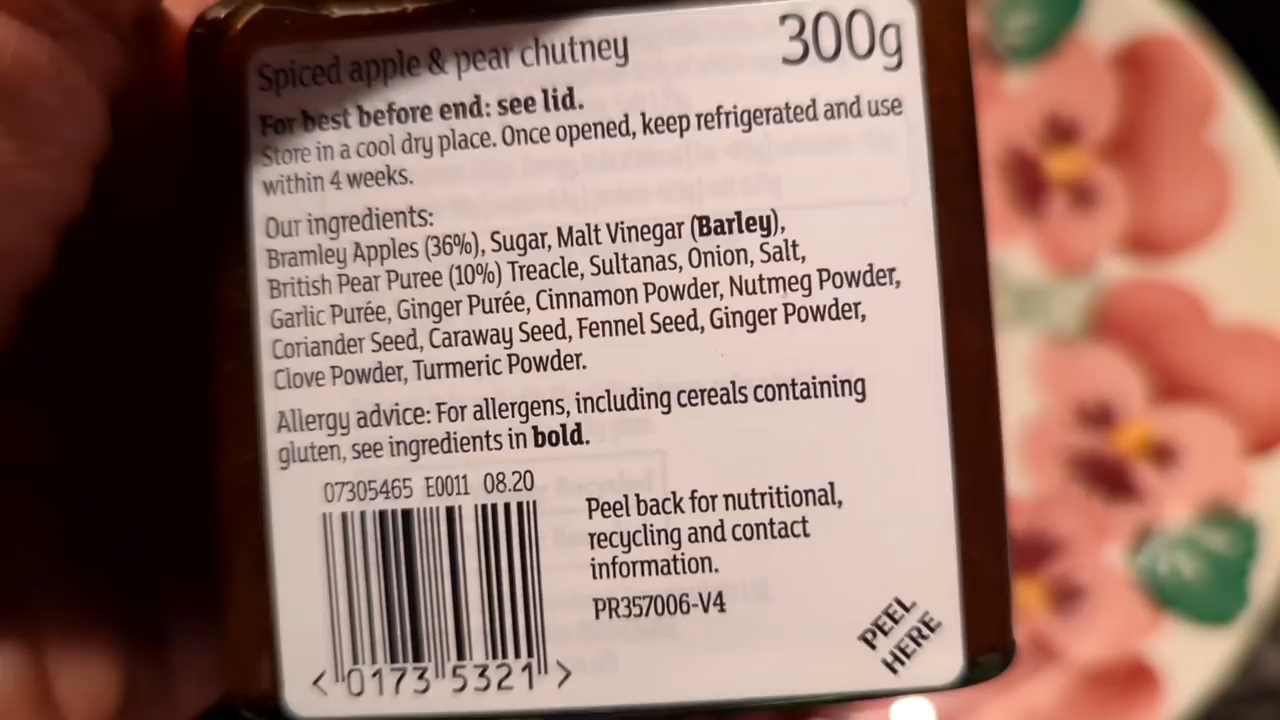 Spiced apple & pear chutney
300g
For best before end: see lid.
Store in a cool dry place. Once opened, keep refrigerated and use
within 4 weeks.
Our ingredients:
Bramley Apples (36%), Sugar, Malt Vinegar (Barley),
British Pear Puree (10%) Treacle, Sultanas, Onion, Salt,
Garlic Purée, Ginger Purée, Cinnamon Powder, Nutmeg Powder,
Coriander Seed, Caraway Seed, Fennel Seed, Ginger Powder,
Clove Powder, Turmeric Powder.
Allergy advice: For allergens, including cereals containing
gluten, see ingredients in bold.
07305465 E0011 08.20
Peel back for nutritional,
recycling and contact
information.
PR357006-V4
PEEL
HERE
<0173 5321>